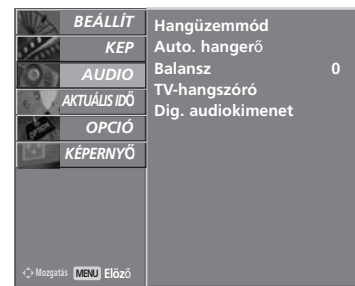 BEÁLLÍT
KEP
AUDIO
AKTUÁLIS IDŐ
OPCIÓ
KÉPERNYŐ
Mozgatás MENU Előző
Hangüzemmód
Auto. hangerő
Balansz 0
TV-hangszóró
Dig. audiokimenet